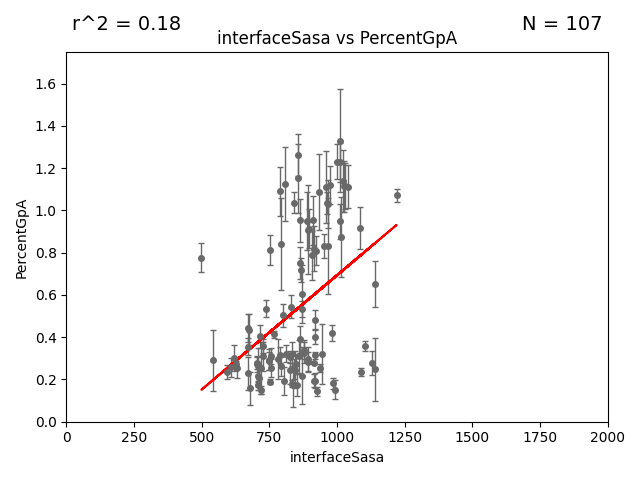 r^2 = 0.18
N = 107
interfaceSasa vs PercentGpA
PercentGpA
1.6
1.4
1.2
1.0
0.8
0.6
0.4
0.2
0.0
0 250 500 750 1000 1250 1500 1750 2000
interfaceSasa